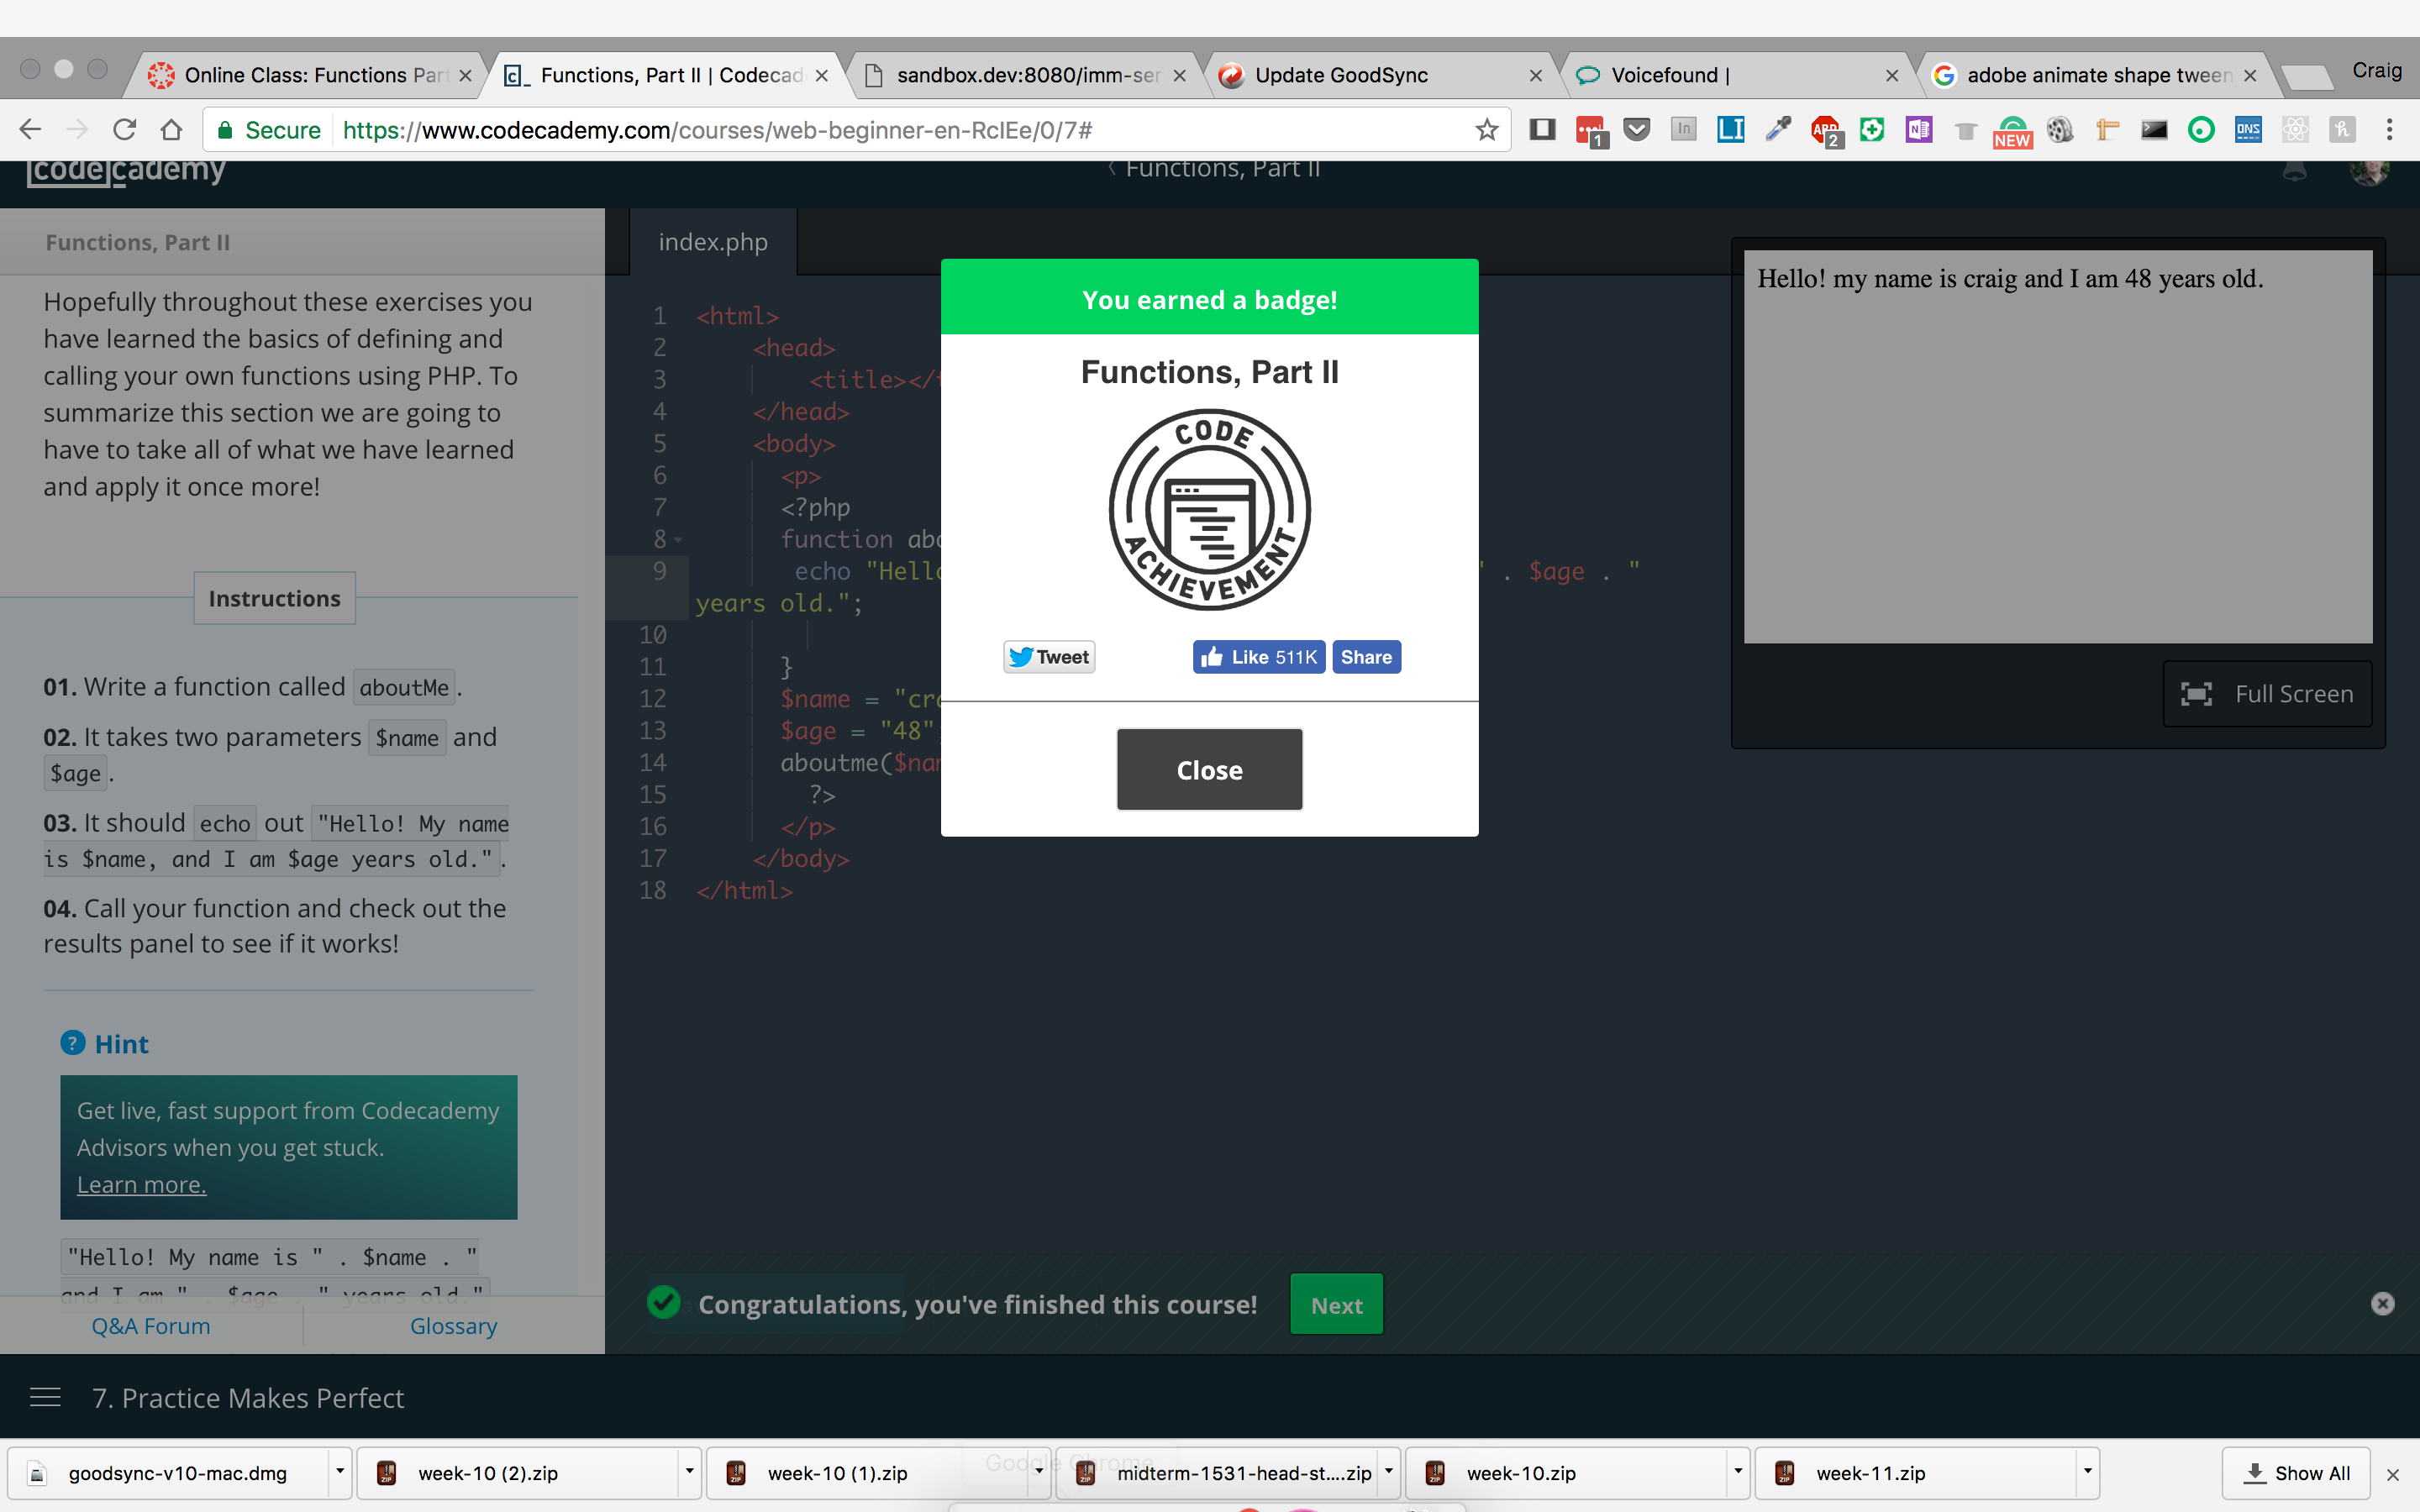 Online Class: Functions Par
Functions, Part II | Codecad
sandbox.dev:8080/imm-ser
Update GoodSync
Voicefound |
adobe animate shape tween
Craig
Secure
https://www.codecademy.com/courses/web-beginner-en-RclEe/0/7#
1
In
LI
ABP
2
N
NEW
DNS
h
codecademy
Functions, Part II
Functions, Part II
Hopefully throughout these exercises you
have learned the basics of defining and
calling your own functions using PHP. To
summarize this section we are going to
have to take all of what we have learned
and apply it once more!
Instructions
01. Write a function called aboutMe.
02. It takes two parameters $name and
$age.
03. It should echo out "Hello! My name
is $name, and I am $age years old.".
04. Call your function and check out the
results panel to see if it works!
? Hint
Get live, fast support from Codecademy
Advisors when you get stuck.
Learn more.
"Hello! My name is " . $name . "
and I am " . $age . " years old."
Q&A Forum
Glossary
index.php
1 <html>
2 <head>
3 <title></
4 </head>
5 <body>
6 <p>
7 <?php
8 function abo
9 echo "Hello
" . $age . "
years old.";
10
11 }
12 $name = "cra
13 $age = "48"
14 aboutme($nam
15 ?>
16 </p>
17 </body>
18 </html>
You earned a badge!
Functions, Part II
CODE
ACHIEVEMENT
Tweet
Like 511K
Share
Close
Hello! my name is craig and I am 48 years old.
Full Screen
Congratulations, you've finished this course!
Next
7. Practice Makes Perfect
Google Chrome
goodsync-v10-mac.dmg
week-10 (2).zip
week-10 (1).zip
midterm-1531-head-st....zip
week-10.zip
week-11.zip
Show All